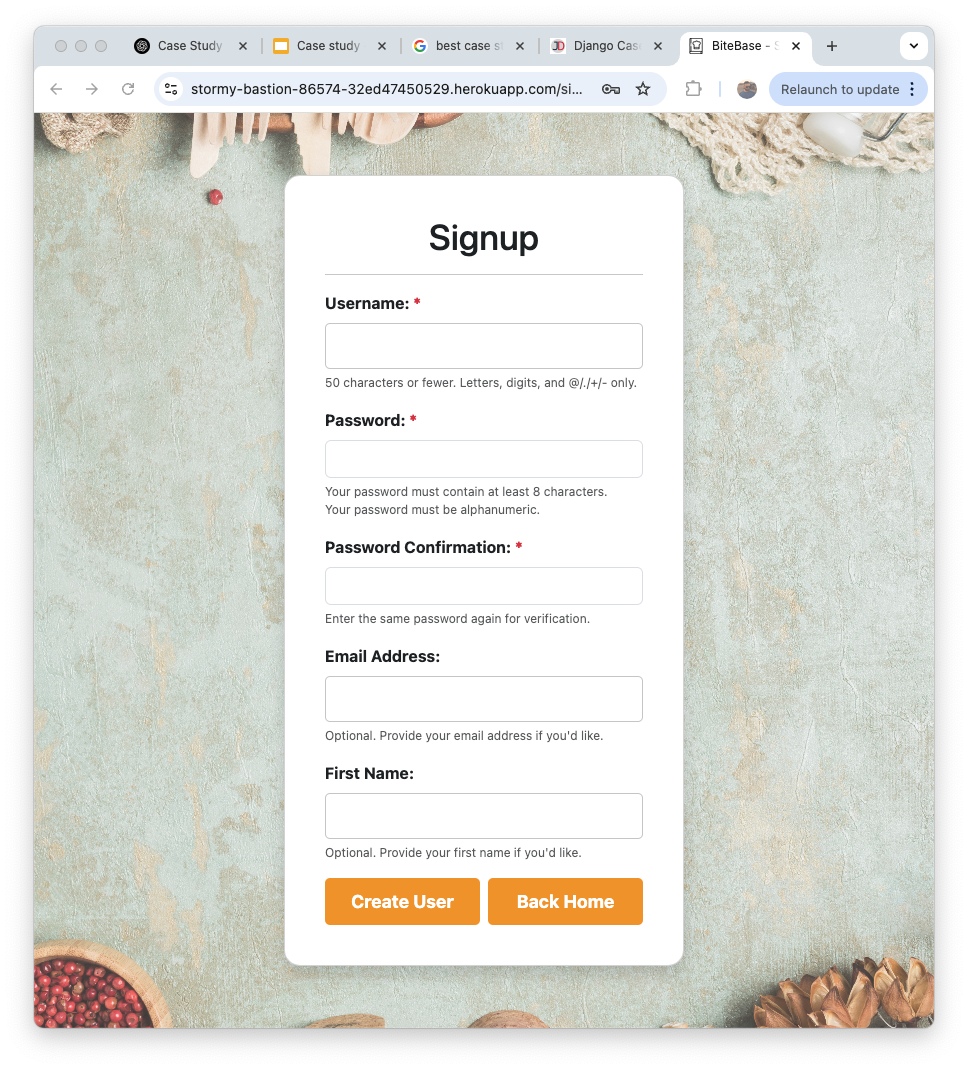 Case Study
Case study
best case s
Django Cas
BiteBase - S
stormy-bastion-86574-32ed47450529.herokuapp.com/si...
Relaunch to update
Signup
Username: *
50 characters or fewer. Letters, digits, and @/./+/- only.
Password: *
Your password must contain at least 8 characters.
Your password must be alphanumeric.
Password Confirmation: *
Enter the same password again for verification.
Email Address:
Optional. Provide your email address if you'd like.
First Name:
Optional. Provide your first name if you'd like.
Create User
Back Home